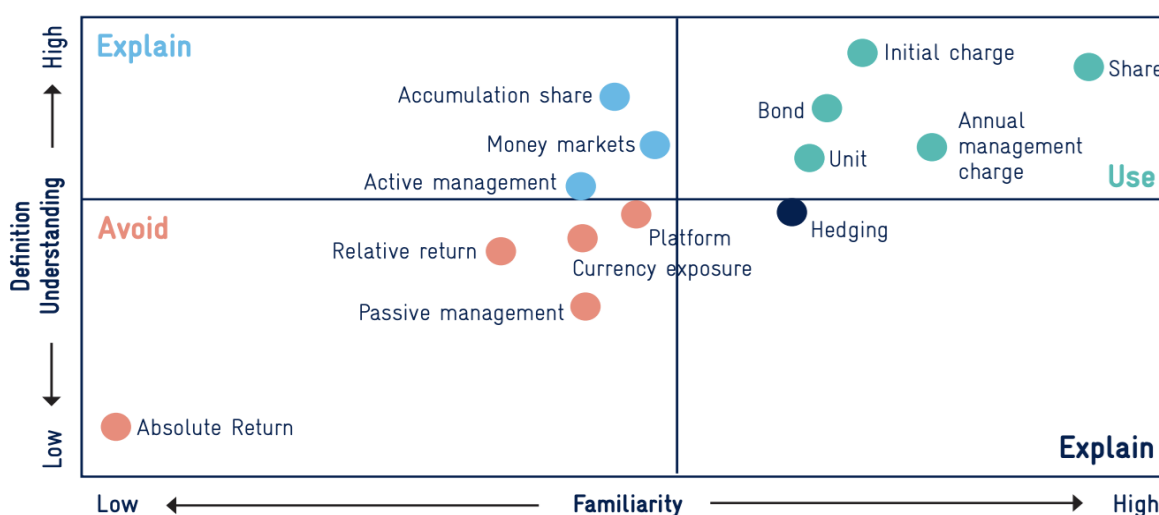 Explain
Initial charge
Share
Accumulation share
Bond
Annual
management
charge
Money markets
Unit
Active management
Use
High
Definition
Understanding
Low
Avoid
Platform
Hedging
Relative return
Currency exposure
Passive management
Absolute Return
Explain
Low
Familiarity
High